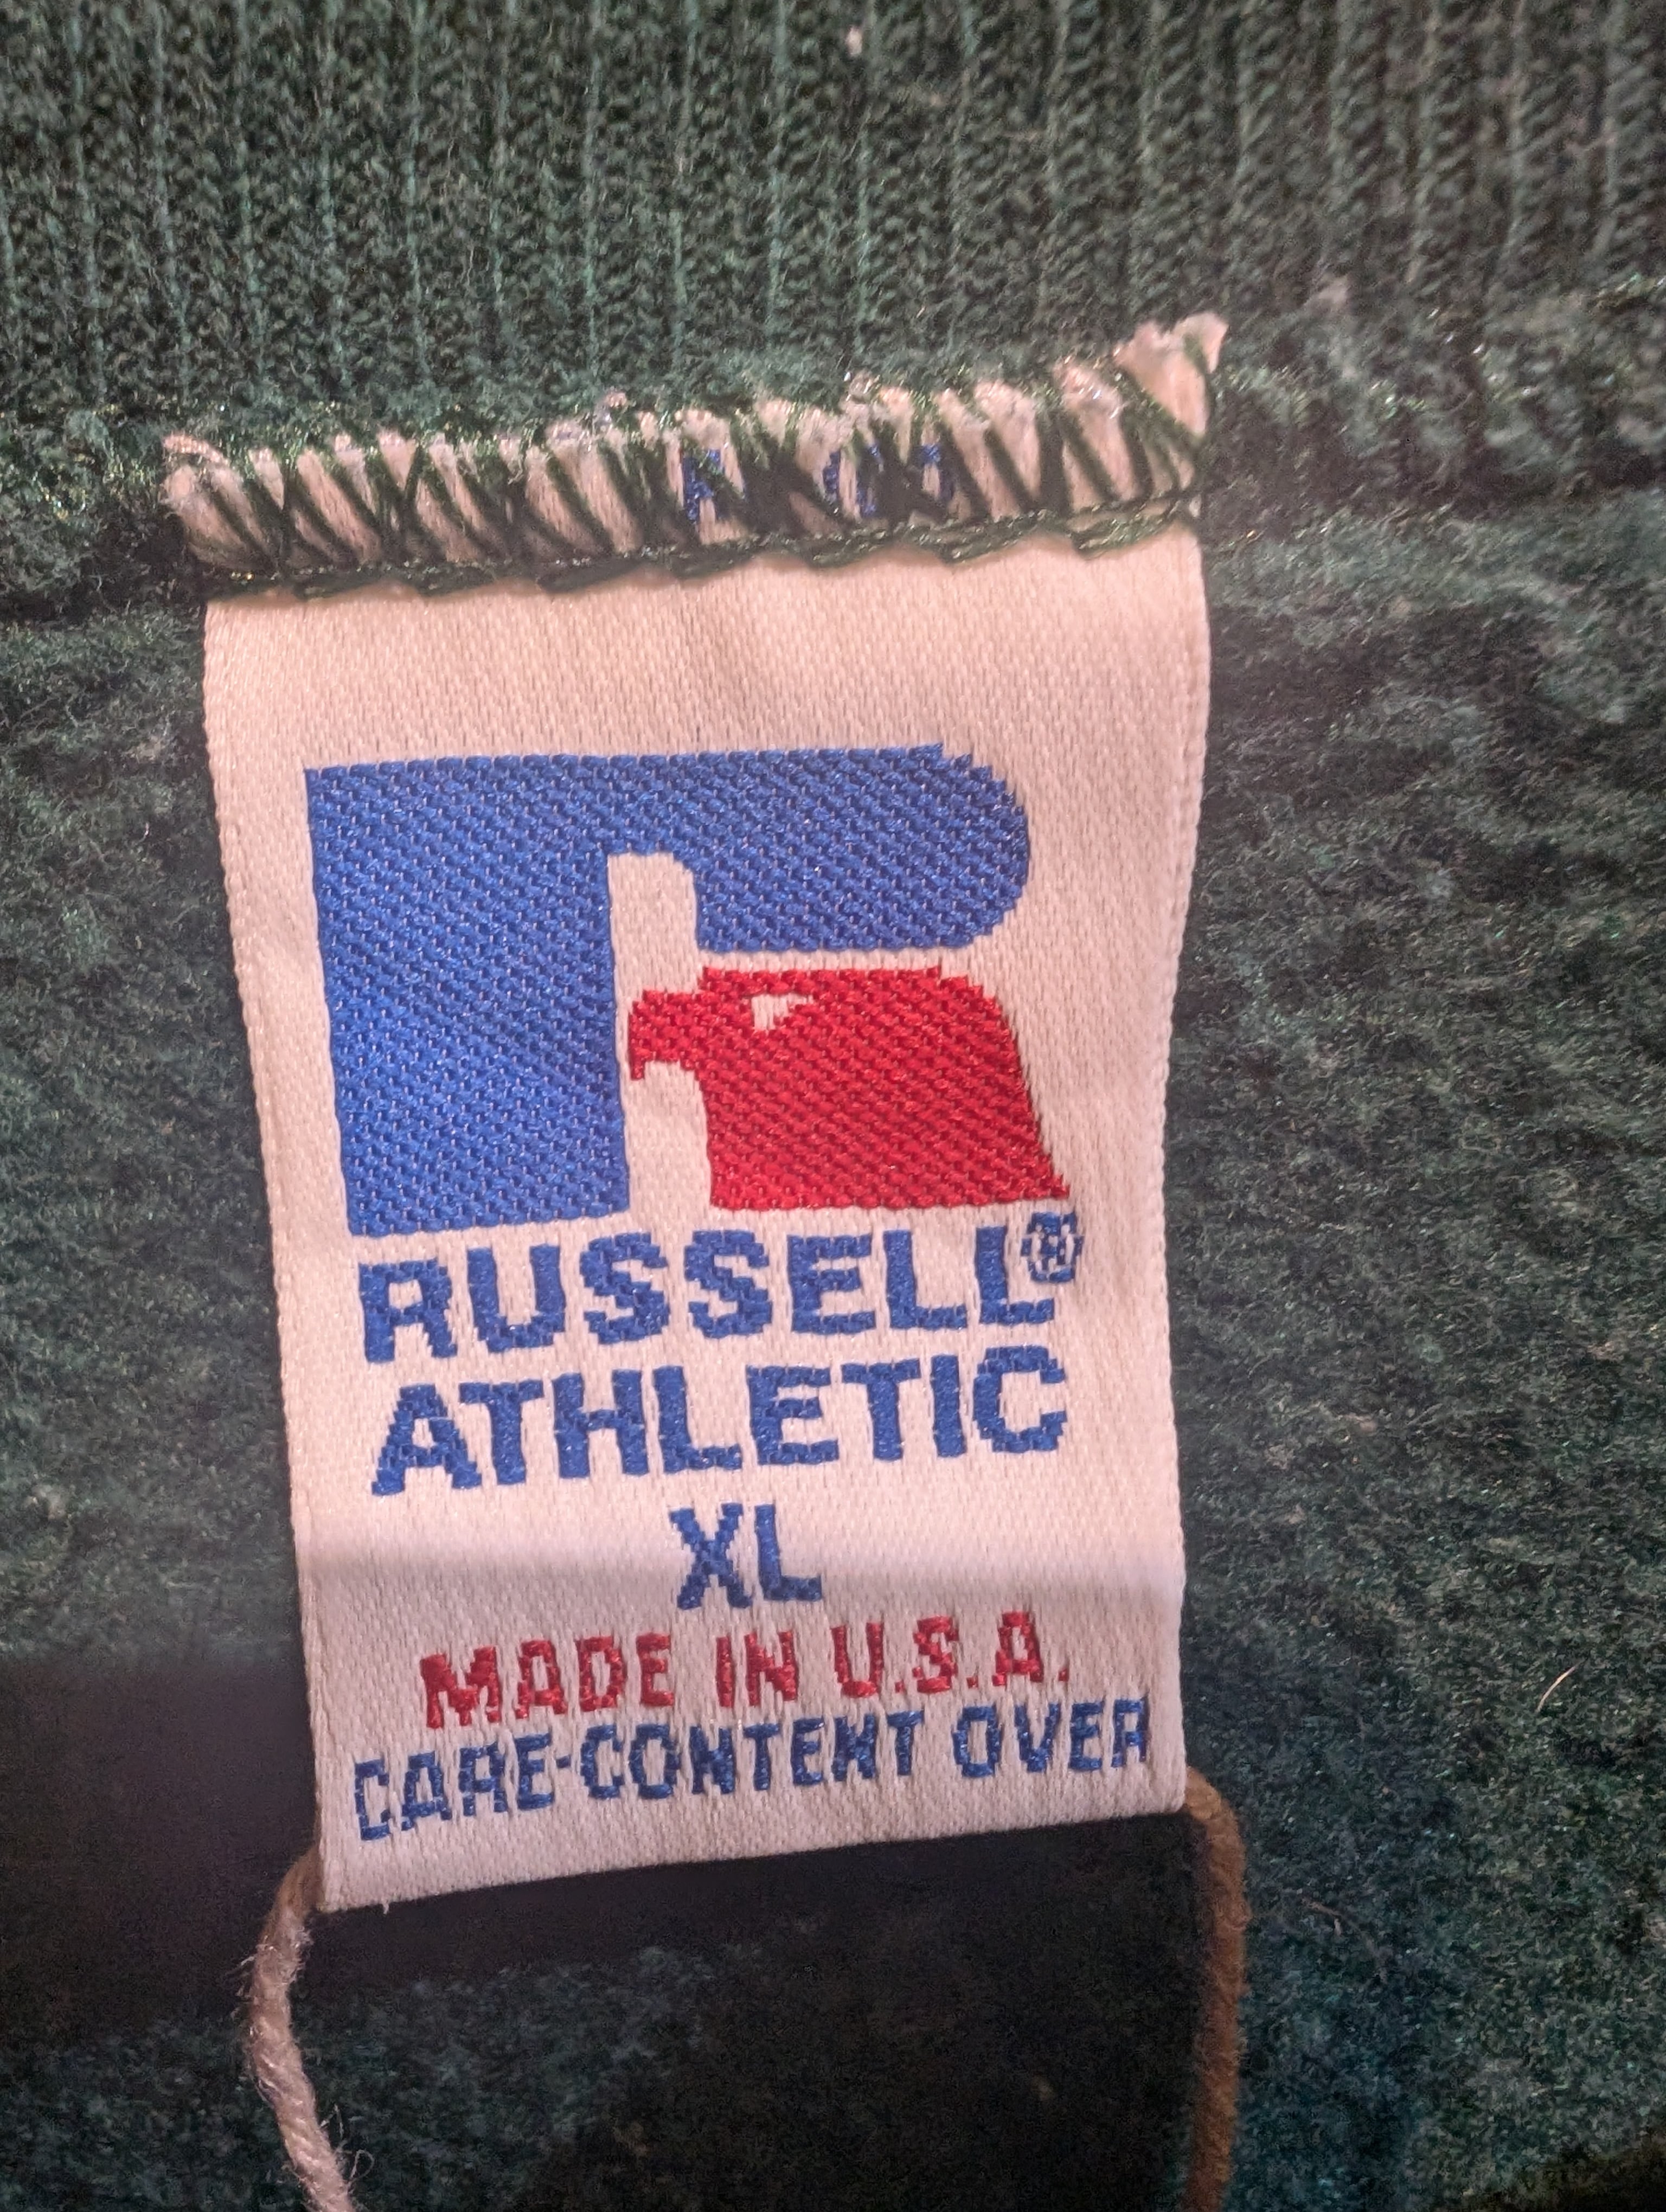 RUSSELL®
ATHLETIC
XL
MADE IN U.S.A.
CARE-CONTENT OVER